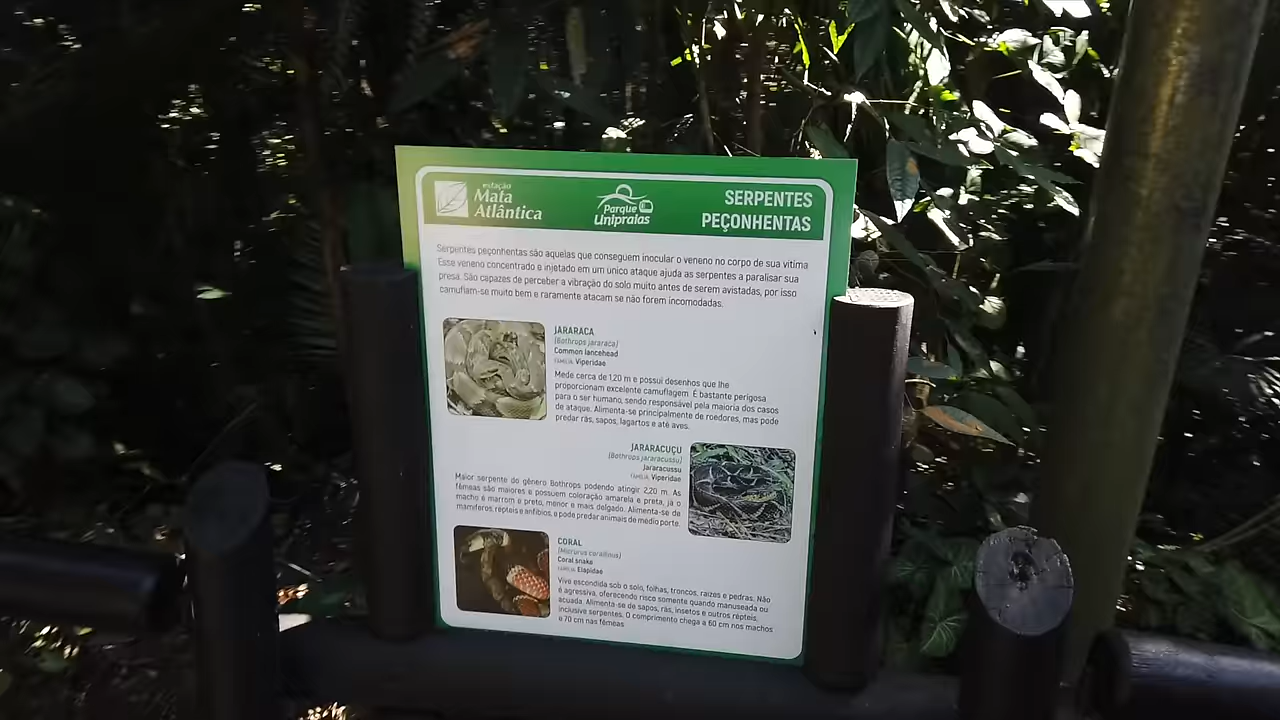 estação
Mata
Atlântica
Parque
Unipraias
SERPENTES
PEÇONHENTAS
Serpentes peçonhentas são aquelas que conseguem inocular o veneno no corpo de sua vítima
Esse veneno concentrado e injetado em um único ataque ajuda as serpentes a paralisar sua
presa. São capazes de perceber a vibração do solo muito antes de serem avistadas, por isso
camuflam-se muito bem e raramente atacam se não forem incomodadas.
JARARACA
(Bothrops jararaca)
Common lancehead
FAMÍLIA: Viperidae
Mede cerca de 1,20 m e possui desenhos que lhe
proporcionam excelente camuflagem. É bastante perigosa
para o ser humano, sendo responsável pela maioria dos casos
de ataque. Alimenta-se principalmente de roedores, mas pode
predar rãs, sapos, lagartos e até aves.
JARARACUÇU
(Bothrops jararacussu)
Jararacussu
FAMÍLIA: Viperidae
Maior serpente do gênero Bothrops podendo atingir 2,20 m. As
fêmeas são maiores e possuem coloração amarela e preta, já o
macho é marrom e preto, menor e mais delgado. Alimenta-se de
mamíferos, répteis e anfíbios, e pode predar animais de médio porte.
CORAL
(Micrurus corallinus)
Coral snake
FAMÍLIA: Elapidae
Vive escondida sob o solo, folhas, troncos, raízes e pedras. Não
é agressiva, oferecendo risco somente quando manuseada ou
acuada. Alimenta-se de sapos, rãs, insetos e outros répteis,
inclusive serpentes. O comprimento chega a 60 cm nos machos
e 70 cm nas fêmeas